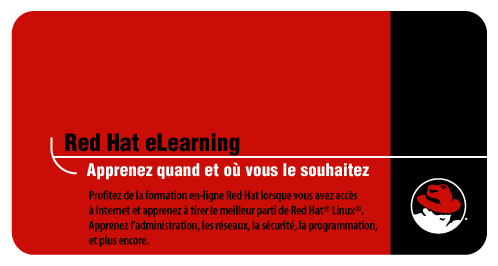 Red Hat eLearning
Apprenez quand et où vous le souhaitez
Profitez de la formation en-ligne Red Hat lorsque vous avez accès
à Internet et apprenez à tirer le meilleur parti de Red Hat® Linux®.
Apprenez l'administration, les réseaux, la sécurité, la programmation,
et plus encore.